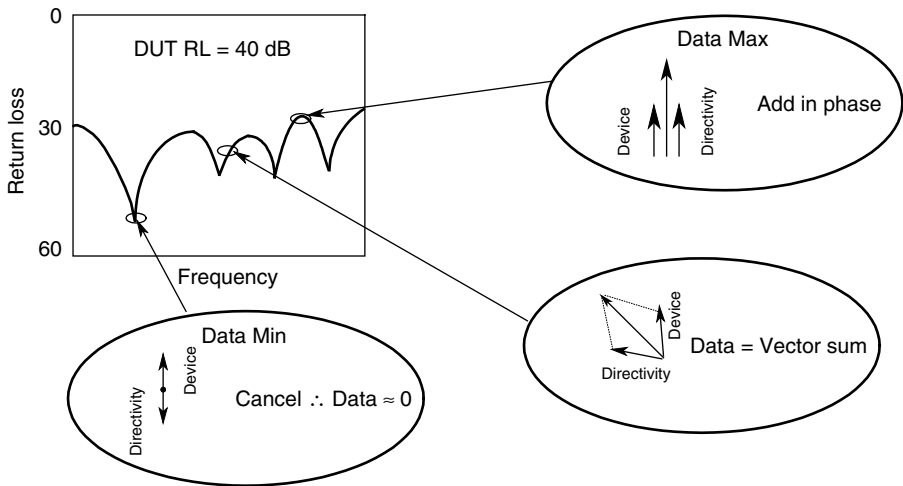 0
DUT RL = 40 dB
30
60
Return loss
Frequency
Data Max
Device
Directivity
Add in phase
Device
Directivity
Data = Vector sum
Data Min
Directivity
Device
Cancel ∴ Data ≈ 0